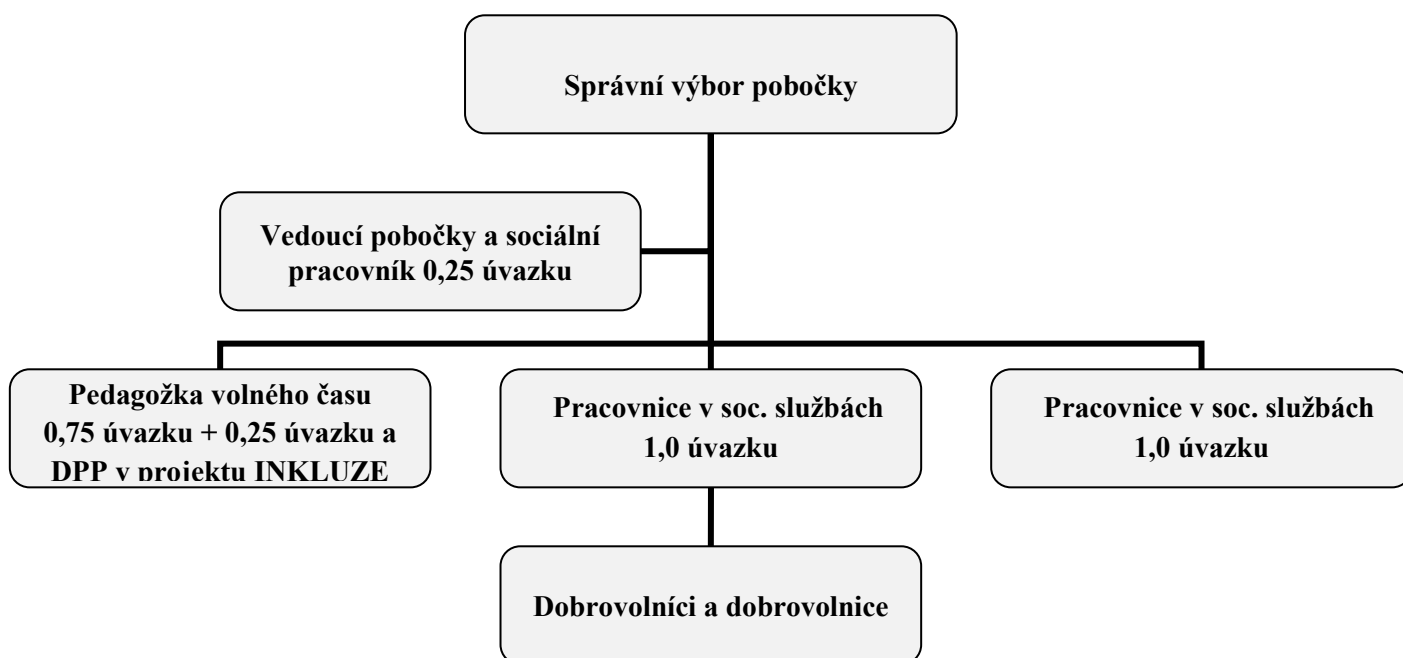 Správní výbor pobočky
Vedoucí pobočky a sociální
pracovník 0,25 úvazku
Pedagožka volného času
0,75 úvazku + 0,25 úvazku a
DPP v projektu INKLUZE
Pracovnice v soc. službách
1,0 úvazku
Pracovnice v soc. službách
1,0 úvazku
Dobrovolníci a dobrovolnice